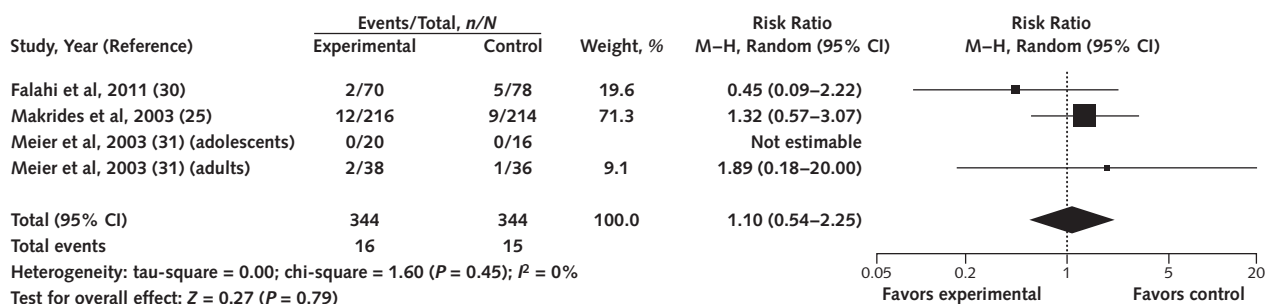 Events/Total, n/N Risk Ratio Risk Ratio
Study, Year (Reference) Experimental Control Weight, % M–H, Random (95% CI) M–H, Random (95% CI)
Falahi et al, 2011 (30) 2/70 5/78 19.6 0.45 (0.09–2.22)
Makrides et al, 2003 (25) 12/216 9/214 71.3 1.32 (0.57–3.07)
Meier et al, 2003 (31) (adolescents) 0/20 0/16 Not estimable
Meier et al, 2003 (31) (adults) 2/38 1/36 9.1 1.89 (0.18–20.00)
Total (95% CI) 344 344 100.0 1.10 (0.54–2.25)
Total events 16 15
Heterogeneity: tau-square = 0.00; chi-square = 1.60 (P = 0.45); I² = 0%
0.05 0.2 1 5 20
Test for overall effect: Z = 0.27 (P = 0.79) Favors experimental Favors control